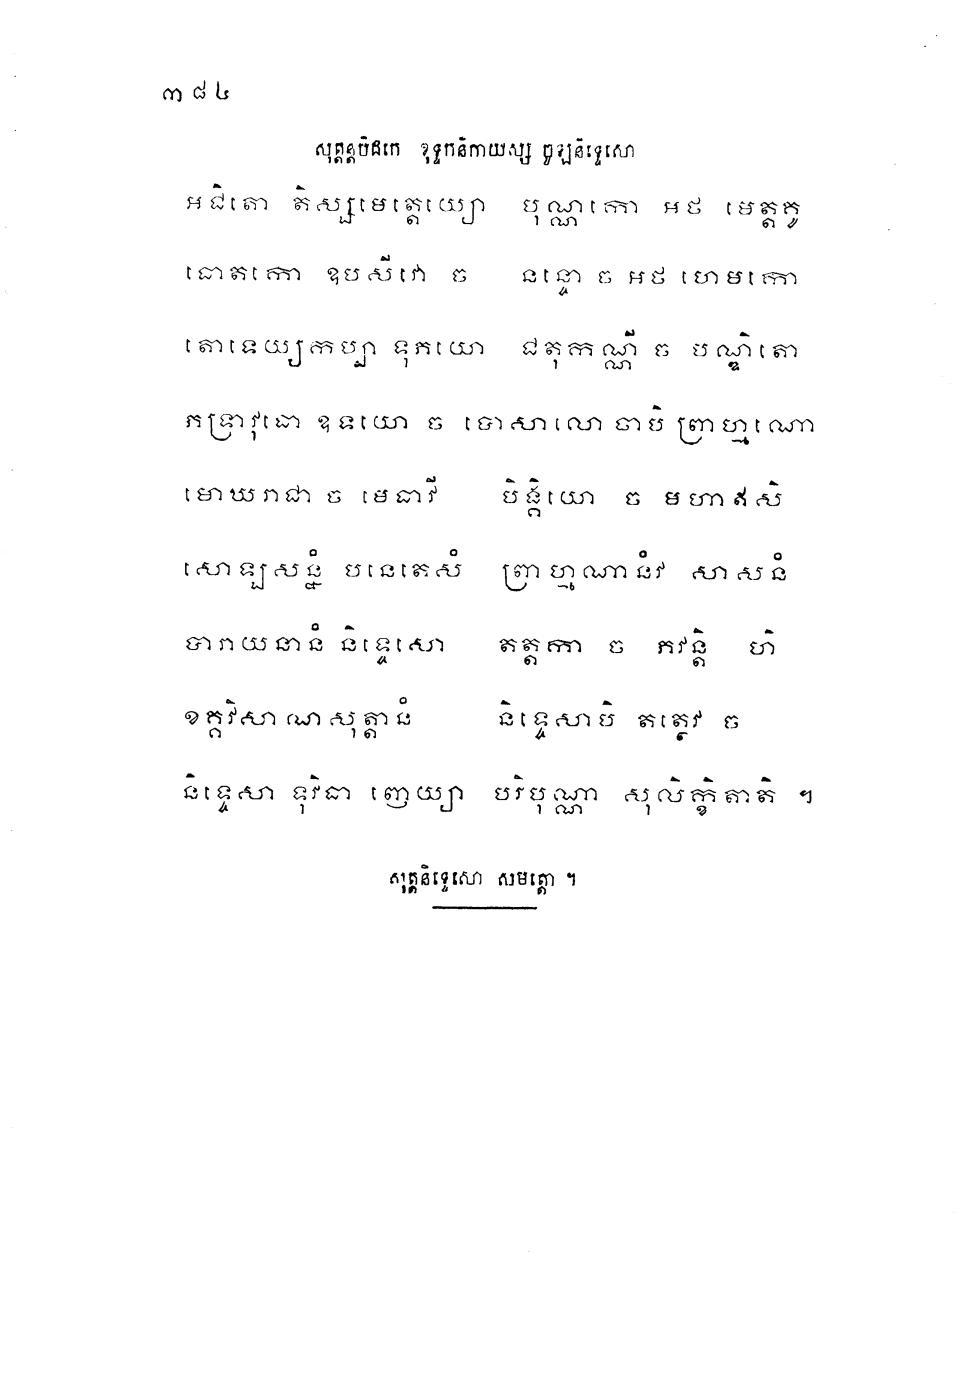 ៣៨៤
សុត្តន្តបិដកេ ខុទ្ទកនិកាយស្ស ចូឡនិទ្ទេសោ
អជិតោ តិស្សមេត្តេយ្យោ បុណ្ណកោ អថ មេត្តគូ
ធោតកោ ឧបសីវោ ច នន្ទោ ច អថ ហេមកោ
តោទេយ្យកប្បា ទុភយោ ជតុកណ្ណី ច បណ្ឌិតោ
ភទ្រាវុធោ ឧទយោ ច បោសាលោ ចាបិ ព្រាហ្មណោ
មោឃរាជា ច មេធាវី បិង្គិយោ ច មហាឥសិ
សោឡសន្នំ បនេតេសំ ព្រាហ្មណានំវ សាសនំ
បារាយនានំ និទ្ទេសោ តត្តកា ច ភវន្តិ ហិ
ខគ្គវិសាណសុត្តានំ និទ្ទេសាបិ តត្ថេវ ច
និទ្ទេសា ទុវិធា ញេយ្យា បរិបុណ្ណា សុលិក្ខិតាតិ ។
សុត្តនិទ្ទេសោ សមត្តោ ។